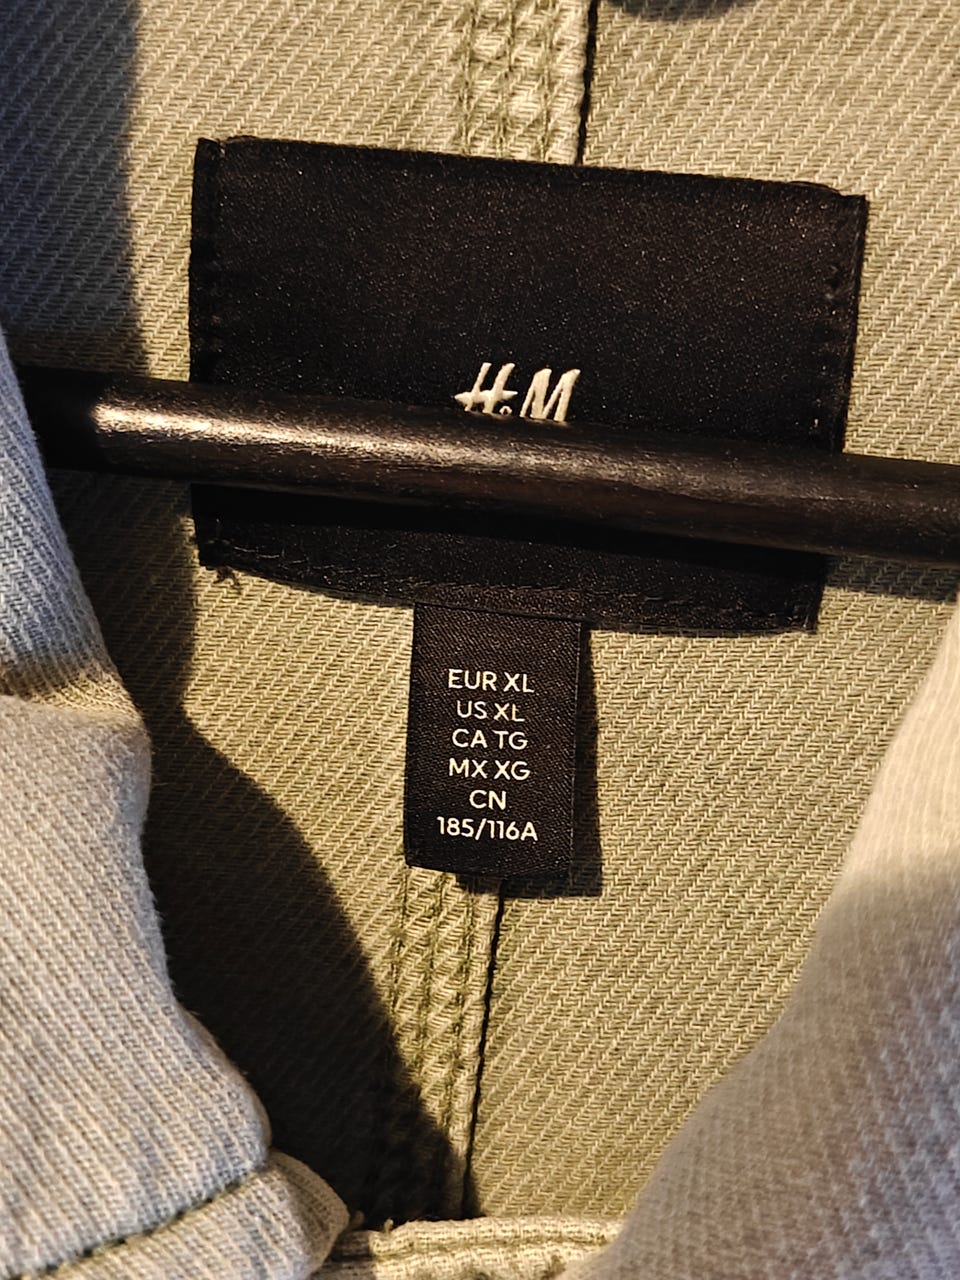 H&M
EUR XL
US XL
CA TG
MX XG
CN
185/116A